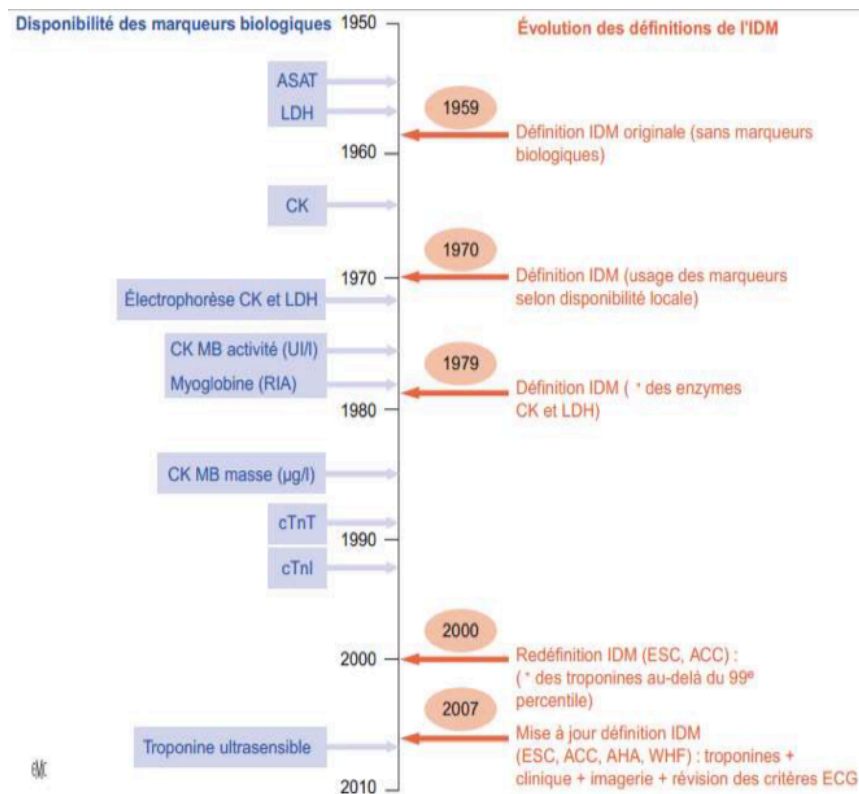 Disponibilité des marqueurs biologiques
1950
Évolution des définitions de l'IDM
ASAT
LDH
1959
Définition IDM originale (sans marqueurs
biologiques)
1960
CK
1970
1970
Définition IDM (usage des marqueurs
selon disponibilité locale)
Électrophorèse CK et LDH
CK MB activité (UI/l)
Myoglobine (RIA)
1979
Définition IDM ( * des enzymes
CK et LDH)
1980
CK MB masse (µg/l)
cTnT
1990
cTnI
2000
2000
Redéfinition IDM (ESC, ACC) :
( * des troponines au-delà du 99e
percentile)
2007
Troponine ultrasensible
Mise à jour définition IDM
(ESC, ACC, AHA, WHF) : troponines +
clinique + imagerie + révision des critères ECG
2010